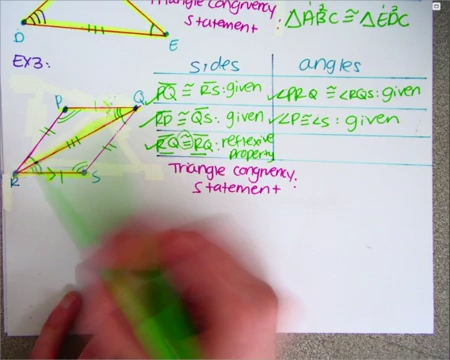 Triangle congruency
Statement: △ABC ≅ △EDC
D E
EX3:
sides angles
PQ ≅ RS: given ∠PRQ ≅ ∠RQS: given
RP ≅ QS: given ∠P ≅ ∠S: given
RQ ≅ RQ: reflexive
property
P Q
R S
Triangle congruency
Statement: